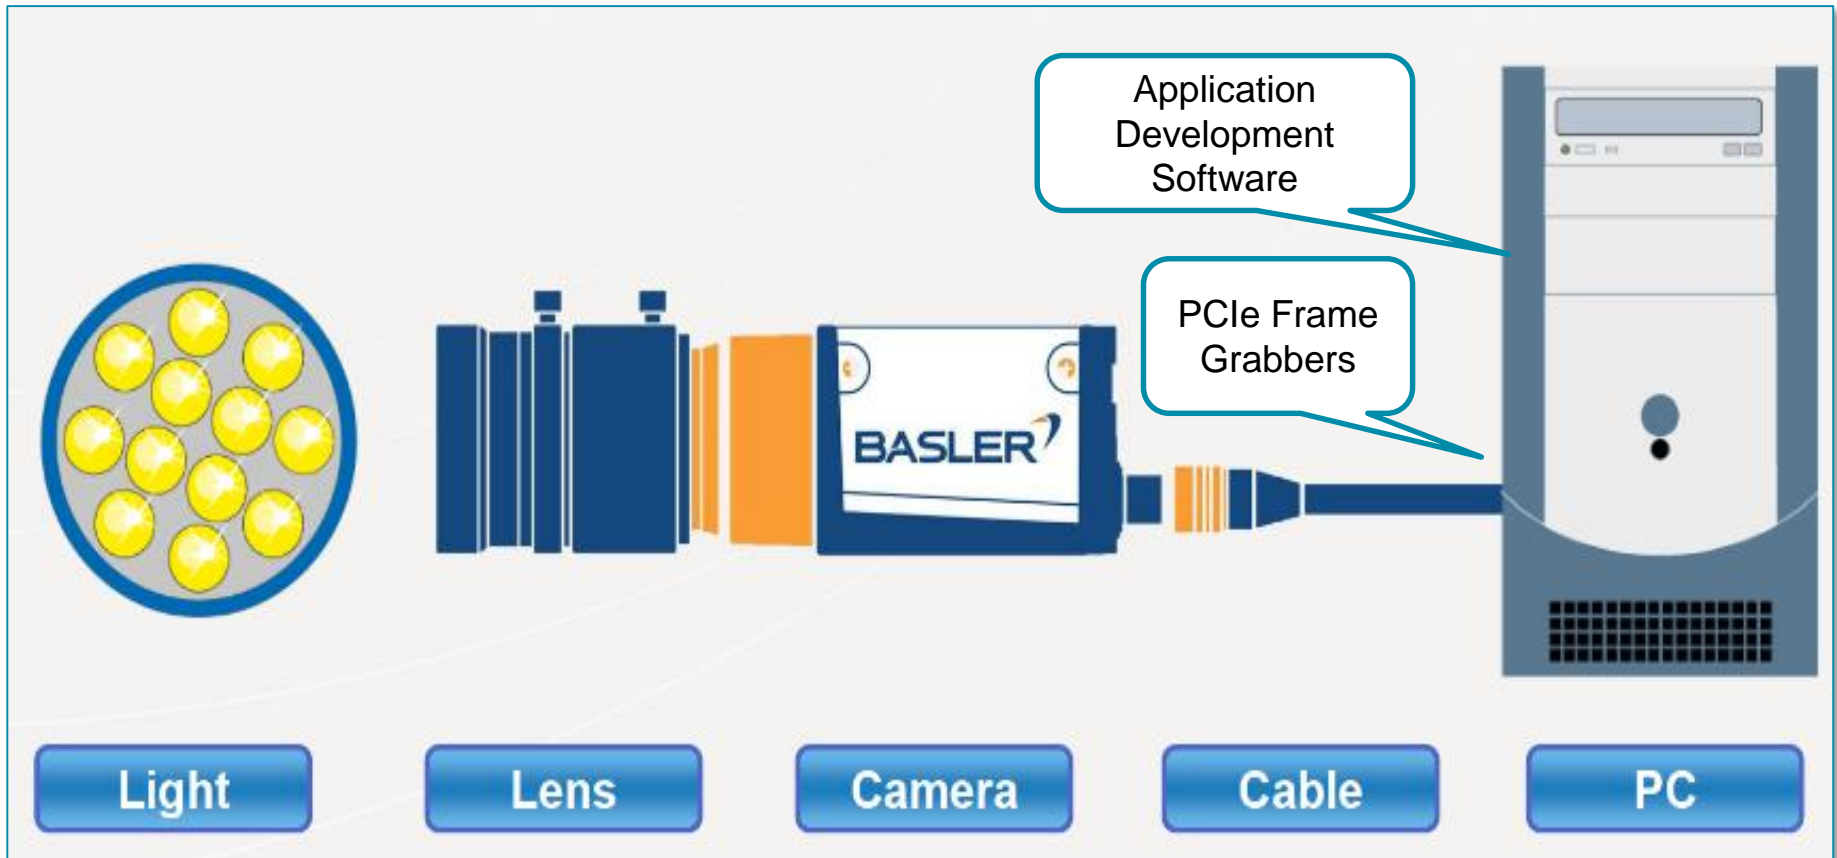 Application
Development
Software
PCIe Frame
Grabbers
BASLER
Light
Lens
Camera
Cable
PC